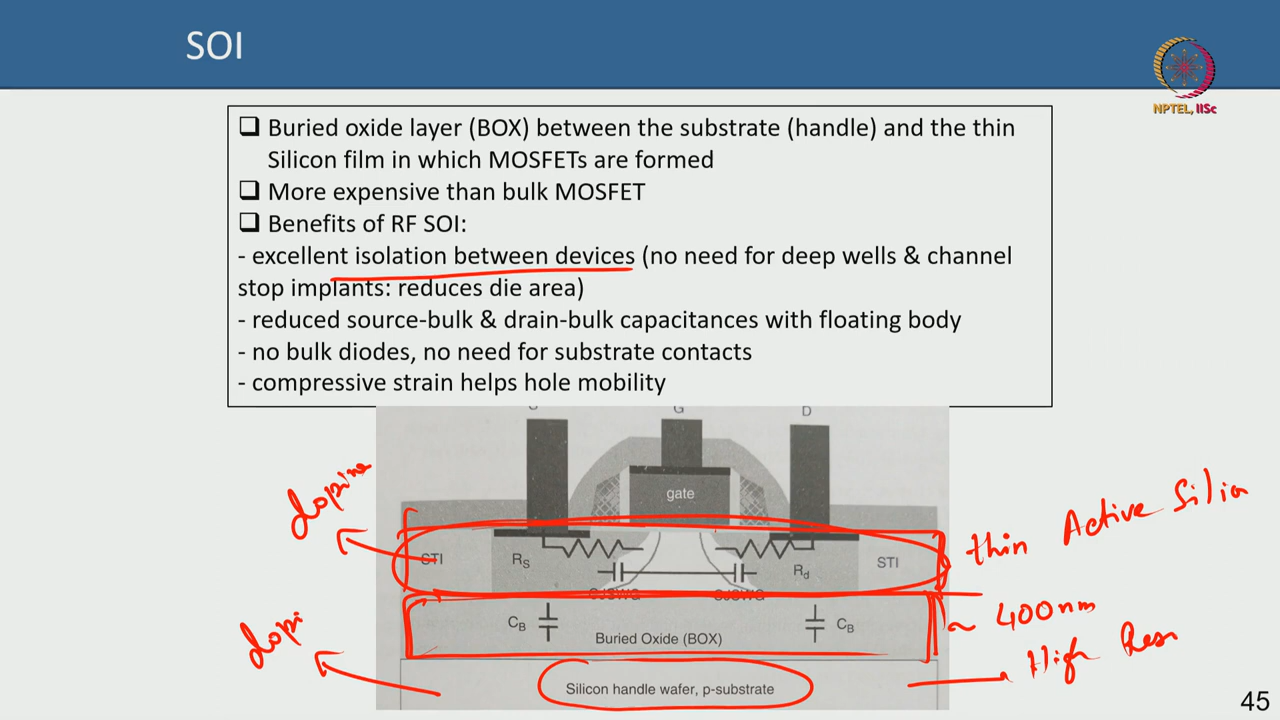 SOI
NPTEL, IISc
❑ Buried oxide layer (BOX) between the substrate (handle) and the thin
Silicon film in which MOSFETs are formed
❑ More expensive than bulk MOSFET
❑ Benefits of RF SOI:
- excellent isolation between devices (no need for deep wells & channel
stop implants: reduces die area)
- reduced source-bulk & drain-bulk capacitances with floating body
- no bulk diodes, no need for substrate contacts
- compressive strain helps hole mobility
G D
gate
doping
thin Active Silicon
STI Rs Rd STI
CJSWG CJSWG
CB CB
~ 400nm
Buried Oxide (BOX)
dopi
High Res
Silicon handle wafer, p-substrate
45